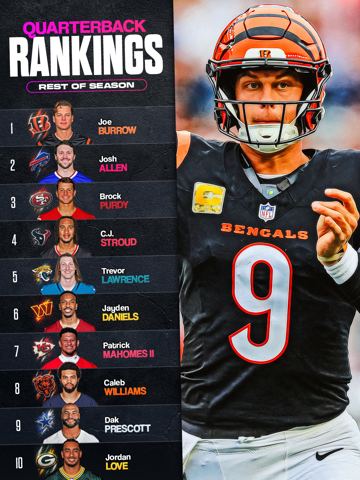 QUARTERBACK
RANKINGS
REST OF SEASON
1 Joe
BURROW
2 Josh
ALLEN
3 Brock
PURDY
4 C.J.
STROUD
5 Trevor
LAWRENCE
6 Jayden
DANIELS
7 Patrick
MAHOMES II
8 Caleb
WILLIAMS
9 Dak
PRESCOTT
10 Jordan
LOVE
NFL
BENGALS
9